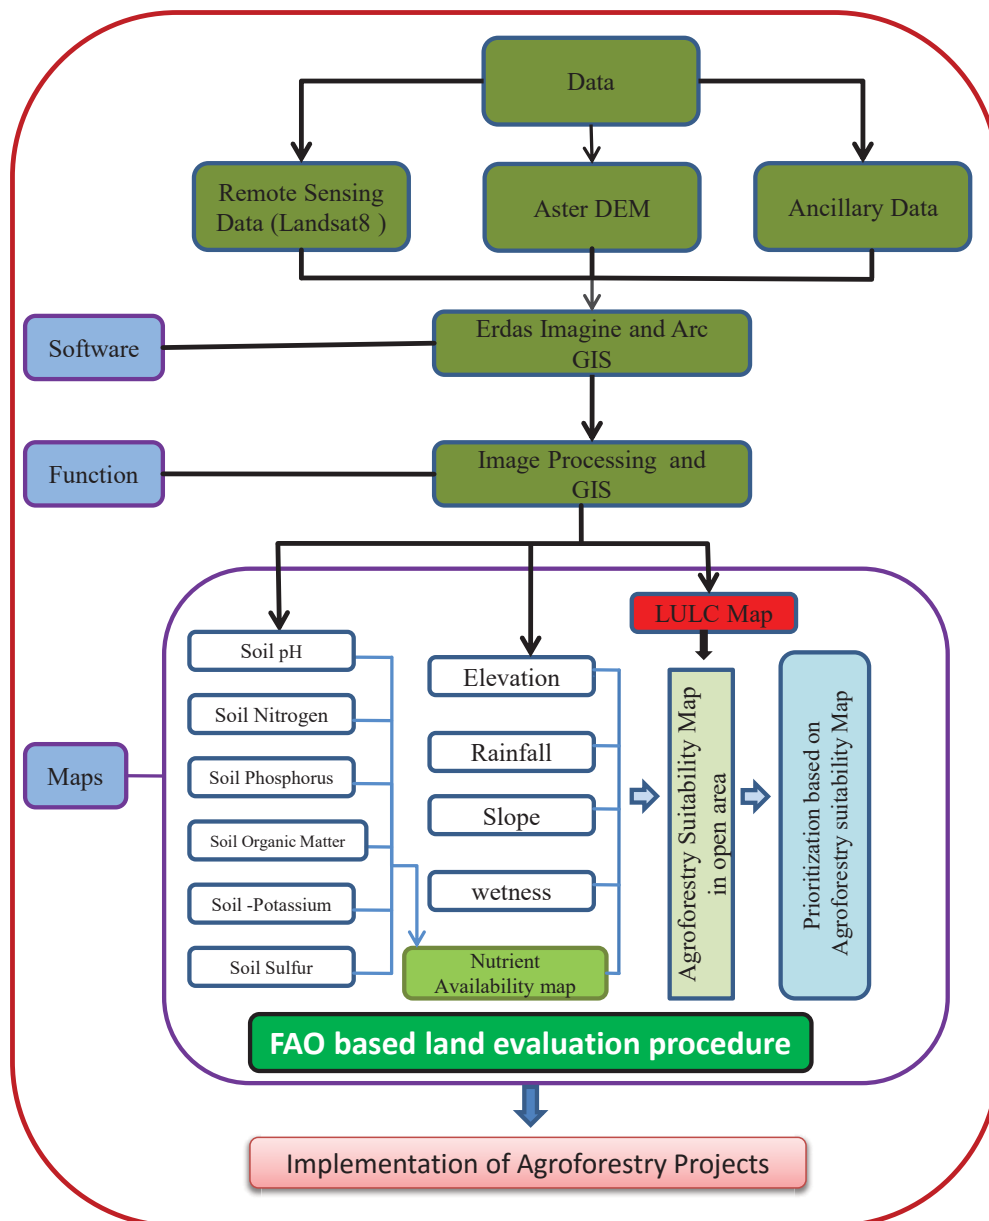 Data
Remote Sensing
Data (Landsat8 )
Aster DEM
Ancillary Data
Software
Erdas Imagine and Arc
GIS
Function
Image Processing and
GIS
LULC Map
Soil pH
Soil Nitrogen
Soil Phosphorus
Soil Organic Matter
Soil -Potassium
Soil Sulfur
Maps
Elevation
Rainfall
Slope
wetness
Nutrient
Availability map
Agroforestry Suitability Map
in open area
Prioritization based on
Agroforestry suitability Map
FAO based land evaluation procedure
Implementation of Agroforestry Projects